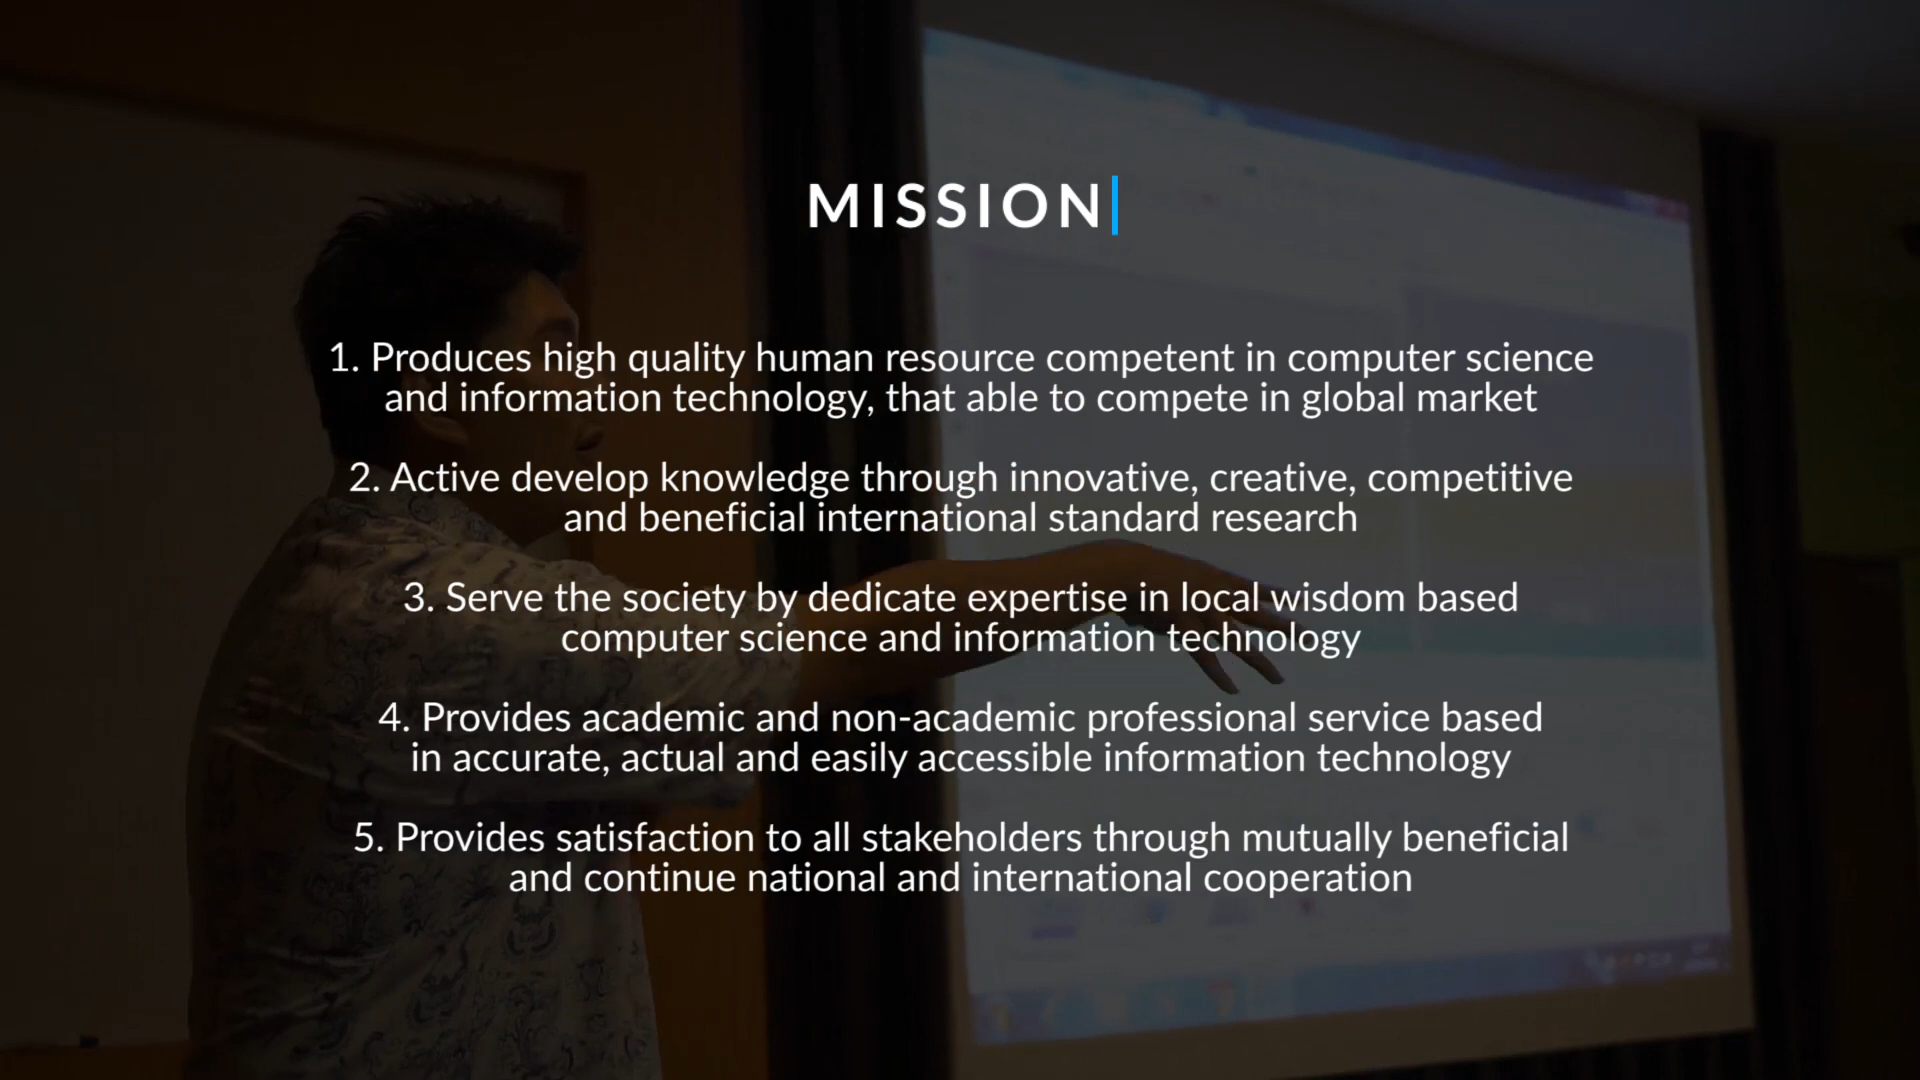 MISSION
1. Produces high quality human resource competent in computer science
and information technology, that able to compete in global market
2. Active develop knowledge through innovative, creative, competitive
and beneficial international standard research
3. Serve the society by dedicate expertise in local wisdom based
computer science and information technology
4. Provides academic and non-academic professional service based
in accurate, actual and easily accessible information technology
5. Provides satisfaction to all stakeholders through mutually beneficial
and continue national and international cooperation